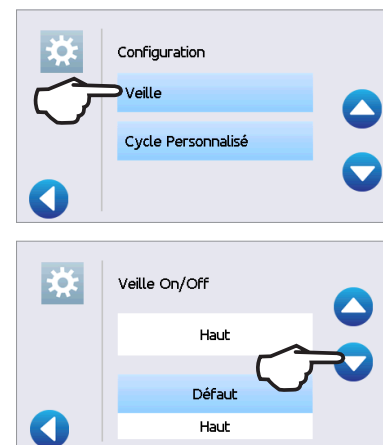 Configuration
Veille
Cycle Personnalisé
Veille On/Off
Haut
Défaut
Haut